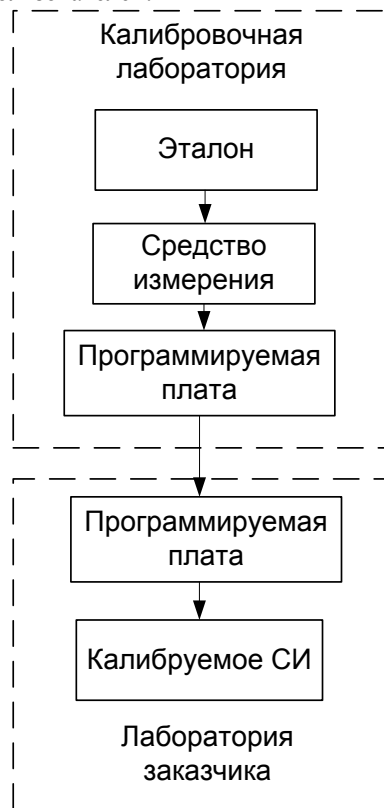 Калибровочная
лаборатория
Эталон
Средство
измерения
Программируемая
плата
Программируемая
плата
Калибруемое СИ
Лаборатория
заказчика